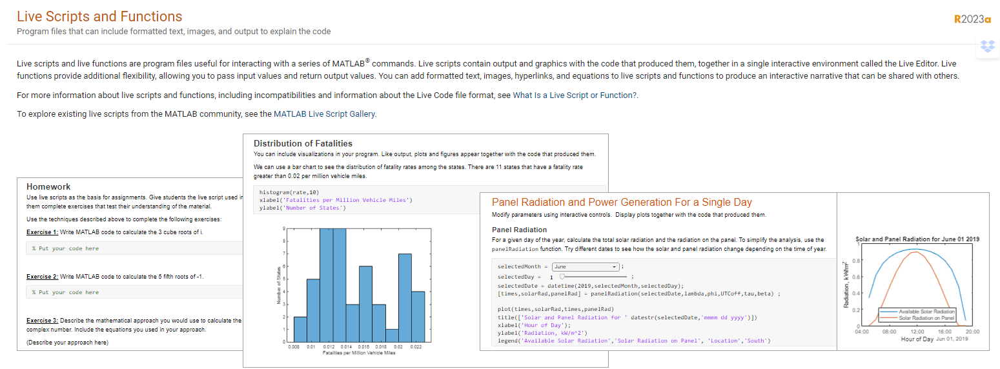 Live Scripts and Functions
R2023a
Program files that can include formatted text, images, and output to explain the code
Live scripts and live functions are program files useful for interacting with a series of MATLAB® commands. Live scripts contain output and graphics with the code that produced them, together in a single interactive environment called the Live Editor. Live
functions provide additional flexibility, allowing you to pass input values and return output values. You can add formatted text, images, hyperlinks, and equations to live scripts and functions to produce an interactive narrative that can be shared with others.
For more information about live scripts and functions, including incompatibilities and information about the Live Code file format, see What Is a Live Script or Function?.
To explore existing live scripts from the MATLAB community, see the MATLAB Live Script Gallery.
Homework
Use live scripts as the basis for assignments. Give students the live script used in
them complete exercises that test their understanding of the material.
Use the techniques described above to complete the following exercises:
Exercise 1: Write MATLAB code to calculate the 3 cube roots of i.
% Put your code here
Exercise 2: Write MATLAB code to calculate the 5 fifth roots of -1.
% Put your code here
Exercise 3: Describe the mathematical approach you would use to calculate the
complex number. Include the equations you used in your approach.
(Describe your approach here)
Distribution of Fatalities
You can include visualizations in your program. Like output, plots and figures appear together with the code that produced them.
We can use a bar chart to see the distribution of fatality rates among the states. There are 11 states that have a fatality rate
greater than 0.02 per million vehicle miles.
histogram(rate,10)
xlabel('Fatalities per Million Vehicle Miles')
ylabel('Number of States')
9
8
7
6
5
4
3
2
1
0
Number of States
0.008 0.01 0.012 0.014 0.016 0.018 0.02 0.022
Fatalities per Million Vehicle Miles
Panel Radiation and Power Generation For a Single Day
Modify parameters using interactive controls. Display plots together with the code that produced them.
Panel Radiation
For a given day of the year, calculate the total solar radiation and the radiation on the panel. To simplify the analysis, use the
panelRadiation function. Try different dates to see how the solar and panel radiation change depending on the time of year.
selectedMonth = June ;
selectedDay = 1 ;
selectedDate = datetime(2019,selectedMonth,selectedDay);
[times,solarRad,panelRad] = panelRadiation(selectedDate,lambda,phi,UTCoff,tau,beta) ;
plot(times,solarRad,times,panelRad)
title(['Solar and Panel Radiation for ' datestr(selectedDate,'mmmm dd yyyy')])
xlabel('Hour of Day');
ylabel('Radiation, kW/m^2')
legend('Available Solar Radiation','Solar Radiation on Panel', 'Location','South')
Solar and Panel Radiation for June 01 2019
1
0.8
0.6
0.4
0.2
0
Radiation, kW/m²
Available Solar Radiation
Solar Radiation on Panel
04:00 08:00 12:00 16:00 20:00
Hour of Day Jun 01, 2019